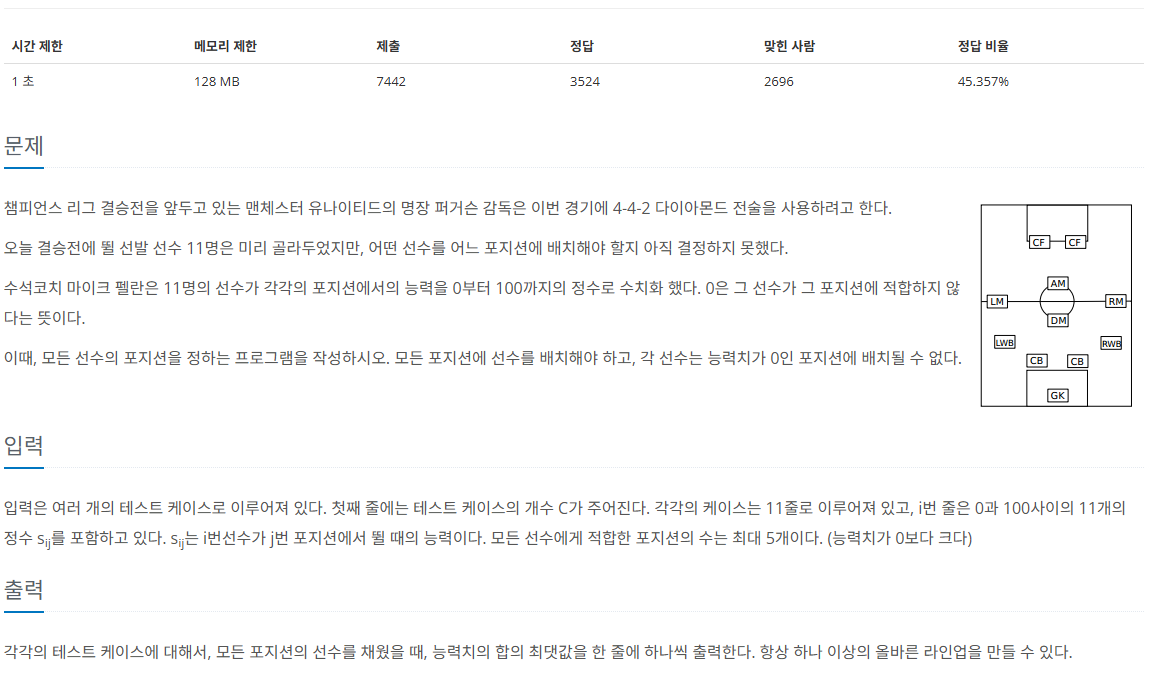 시간 제한 메모리 제한 제출 정답 맞힌 사람 정답 비율
1 초 128 MB 7442 3524 2696 45.357%
문제
챔피언스 리그 결승전을 앞두고 있는 맨체스터 유나이티드의 명장 퍼거슨 감독은 이번 경기에 4-4-2 다이아몬드 전술을 사용하려고 한다.
오늘 결승전에 뛸 선발 선수 11명은 미리 골라두었지만, 어떤 선수를 어느 포지션에 배치해야 할지 아직 결정하지 못했다.
수석코치 마이크 펠란은 11명의 선수가 각각의 포지션에서의 능력을 0부터 100까지의 정수로 수치화 했다. 0은 그 선수가 그 포지션에 적합하지 않
다는 뜻이다.
이때, 모든 선수의 포지션을 정하는 프로그램을 작성하시오. 모든 포지션에 선수를 배치해야 하고, 각 선수는 능력치가 0인 포지션에 배치될 수 없다.
CF CF
AM
LM RM
DM
LWB RWB
CB CB
GK
입력
입력은 여러 개의 테스트 케이스로 이루어져 있다. 첫째 줄에는 테스트 케이스의 개수 C가 주어진다. 각각의 케이스는 11줄로 이루어져 있고, i번 줄은 0과 100사이의 11개의
정수 sij를 포함하고 있다. sij는 i번선수가 j번 포지션에서 뛸 때의 능력이다. 모든 선수에게 적합한 포지션의 수는 최대 5개이다. (능력치가 0보다 크다)
출력
각각의 테스트 케이스에 대해서, 모든 포지션의 선수를 채웠을 때, 능력치의 합의 최댓값을 한 줄에 하나씩 출력한다. 항상 하나 이상의 올바른 라인업을 만들 수 있다.